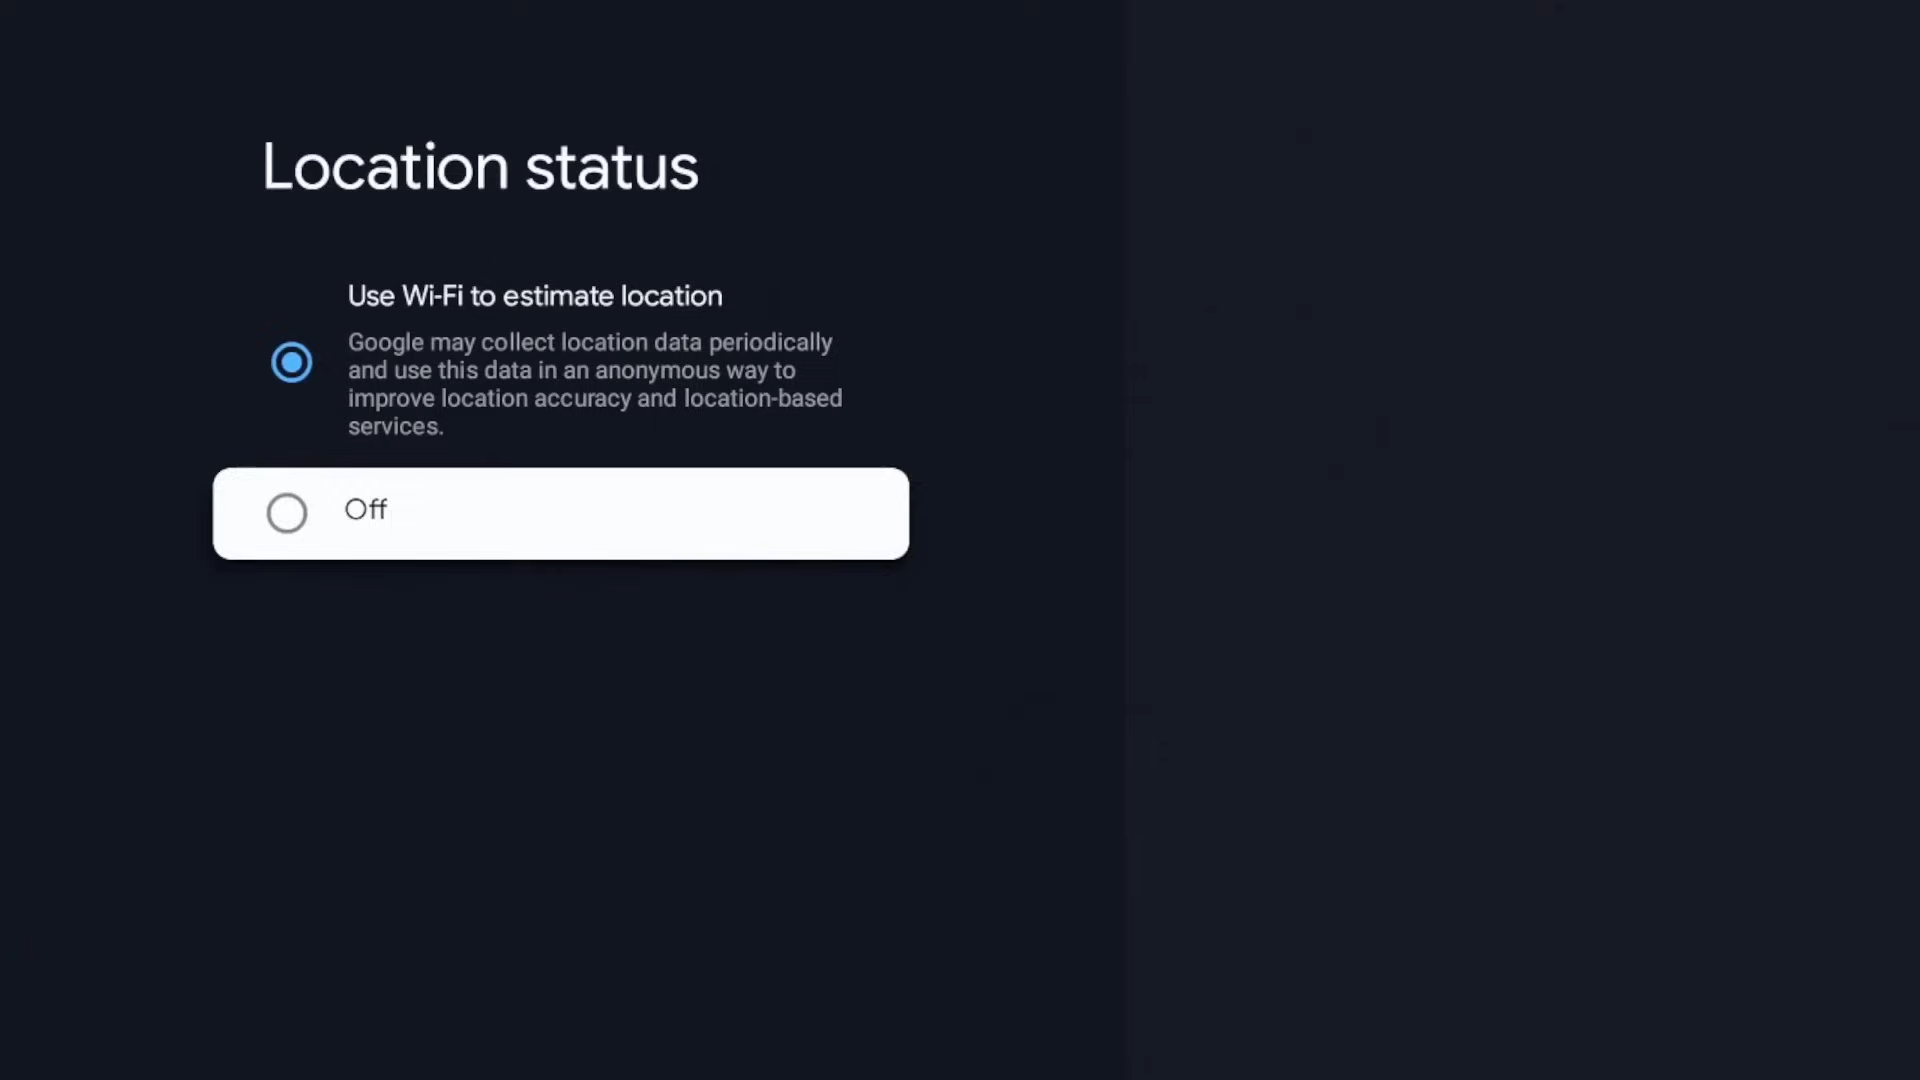 Location status
Use Wi-Fi to estimate location
Google may collect location data periodically
and use this data in an anonymous way to
improve location accuracy and location-based
services.
Off